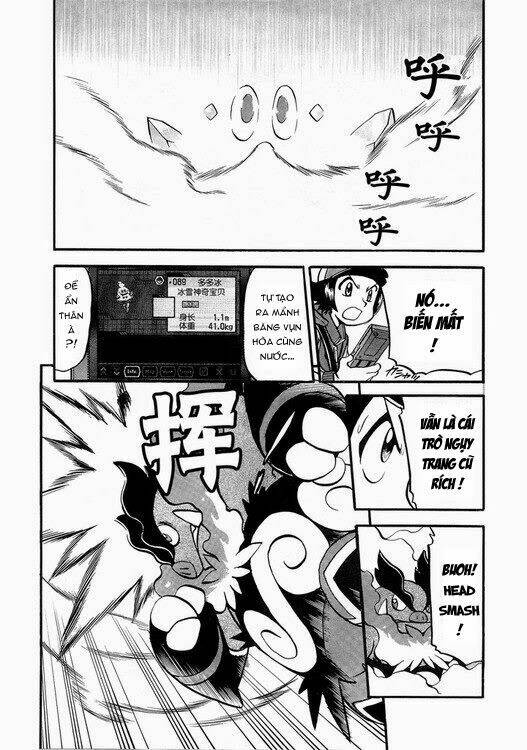 呼
呼
呼
呼
NÓ...
BIẾN MẤT
!
TỰ TẠO
RA MẢNH
BĂNG VỤN
HÒA CÙNG
NƯỚC...
089 多多冰
冰雪神奇宝贝
身长 1.1m
体重 41.0kg
Info
ĐỂ
ẨN
THÂN
À
?!
VẪN LÀ CÁI
TRÒ NGỤY
TRANG CŨ
RÍCH !
挥
BUOH!
HEAD
SMASH
!